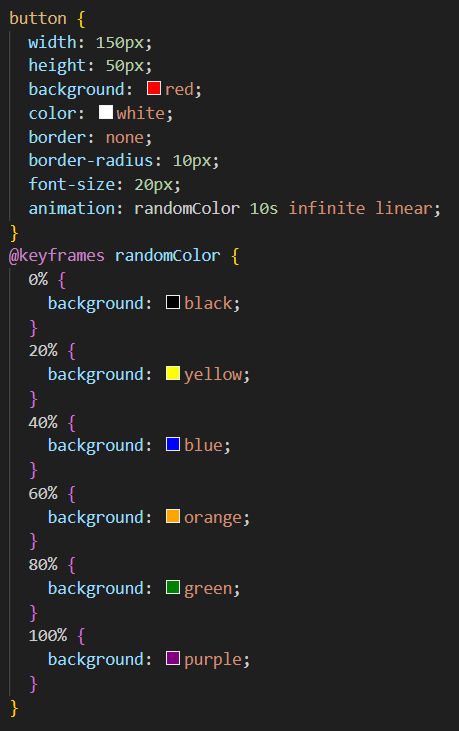 button {
  width: 150px;
  height: 50px;
  background: red;
  color: white;
  border: none;
  border-radius: 10px;
  font-size: 20px;
  animation: randomColor 10s infinite linear;
}
@keyframes randomColor {
  0% {
    background: black;
  }
  20% {
    background: yellow;
  }
  40% {
    background: blue;
  }
  60% {
    background: orange;
  }
  80% {
    background: green;
  }
  100% {
    background: purple;
  }
}